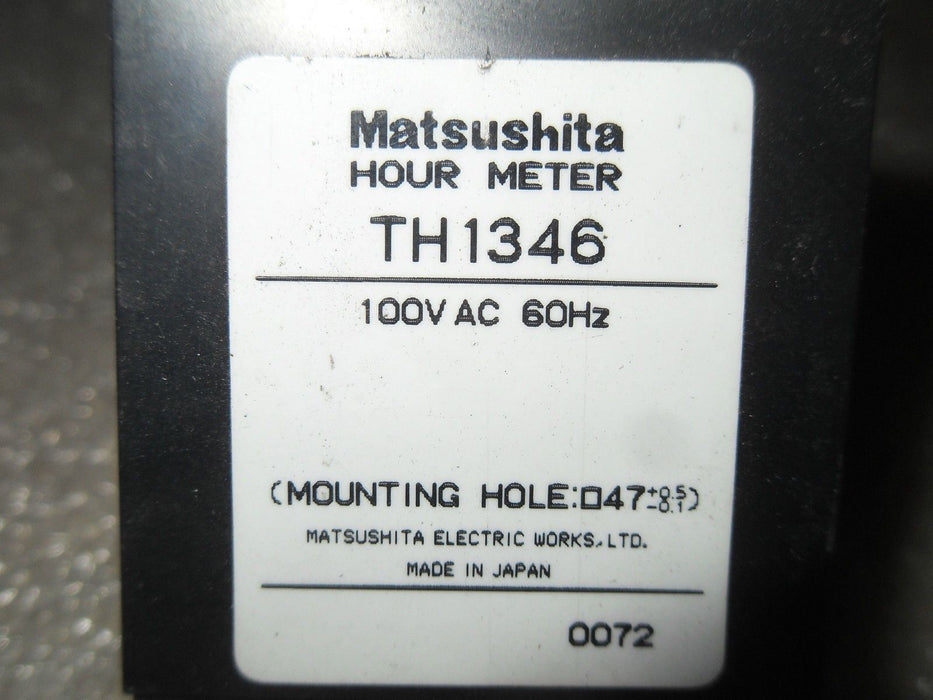 Matsushita
HOUR METER
TH1346
100V AC 60Hz
(MOUNTING HOLE:□47+0.5 -0.1)
MATSUSHITA ELECTRIC WORKS,LTD.
MADE IN JAPAN
0072